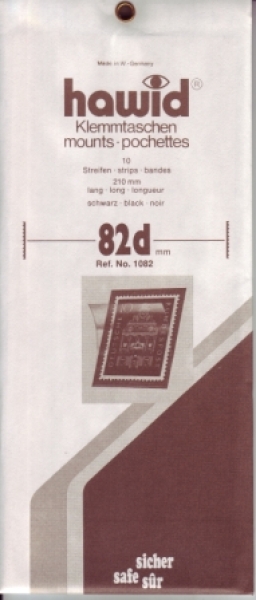 Made in W.-Germany
hawid®
Klemmtaschen
mounts · pochettes
10
Streifen · strips · bandes
210 mm
lang · long · longueur
schwarz · black · noir
82d mm
Ref. No. 1082
sicher
safe
sûr